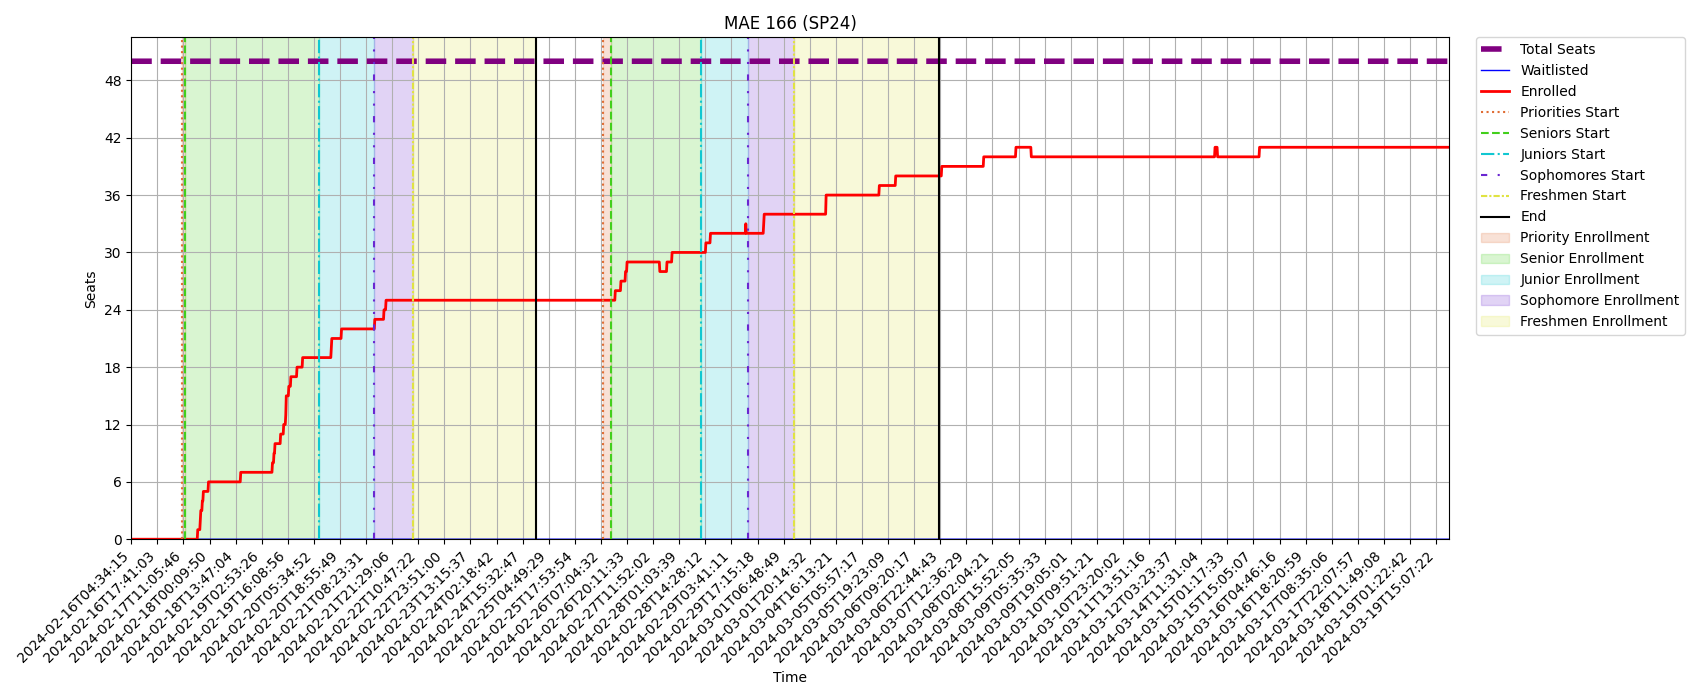 MAE 166 (SP24)
Seats
48
42
36
30
24
18
12
6
0
2024-02-16T04:34:15
2024-02-16T17:41:03
2024-02-17T11:05:46
2024-02-18T00:09:50
2024-02-18T13:47:04
2024-02-19T02:53:26
2024-02-19T16:08:56
2024-02-20T05:34:52
2024-02-20T18:55:49
2024-02-21T08:23:31
2024-02-21T21:29:06
2024-02-22T10:47:22
2024-02-22T23:51:00
2024-02-23T13:15:37
2024-02-24T02:18:42
2024-02-24T15:32:47
2024-02-25T04:49:29
2024-02-25T17:53:54
2024-02-26T07:04:32
2024-02-26T20:11:33
2024-02-27T11:52:02
2024-02-28T01:03:39
2024-02-28T14:28:12
2024-02-29T03:41:11
2024-02-29T17:15:18
2024-03-01T06:48:49
2024-03-01T20:14:32
2024-03-04T16:13:21
2024-03-05T05:57:17
2024-03-05T19:23:09
2024-03-06T09:20:17
2024-03-06T22:44:43
2024-03-07T12:36:29
2024-03-08T02:04:21
2024-03-08T15:52:05
2024-03-09T05:35:33
2024-03-09T19:05:01
2024-03-10T09:51:21
2024-03-10T23:20:02
2024-03-11T13:51:16
2024-03-12T03:23:37
2024-03-14T11:31:04
2024-03-15T01:17:33
2024-03-15T15:05:07
2024-03-16T04:46:16
2024-03-16T18:20:59
2024-03-17T08:35:06
2024-03-17T22:07:57
2024-03-18T11:49:08
2024-03-19T01:22:42
2024-03-19T15:07:22
Time
Total Seats
Waitlisted
Enrolled
Priorities Start
Seniors Start
Juniors Start
Sophomores Start
Freshmen Start
End
Priority Enrollment
Senior Enrollment
Junior Enrollment
Sophomore Enrollment
Freshmen Enrollment